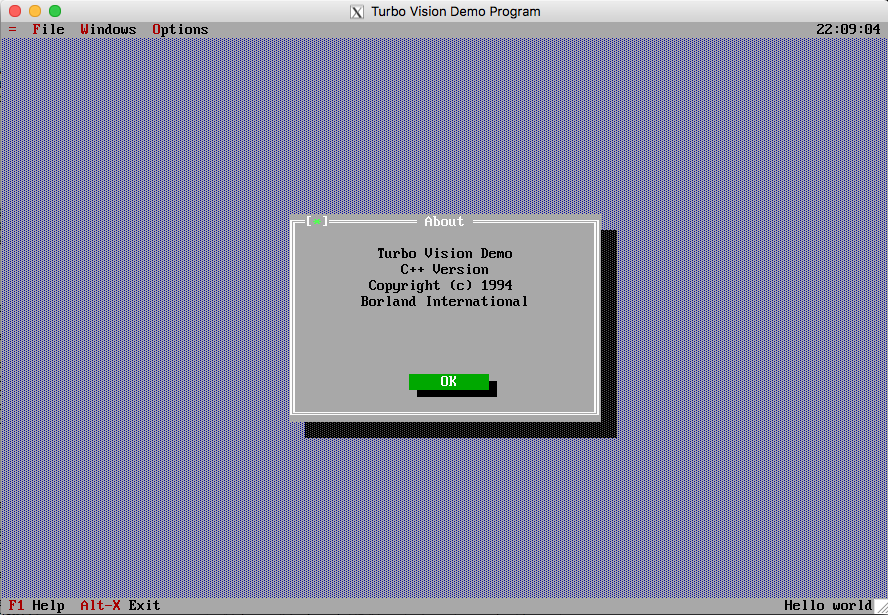 Turbo Vision Demo Program
= File Windows Options 22:09:04
About
Turbo Vision Demo
C++ Version
Copyright (c) 1994
Borland International
OK
F1 Help Alt-X Exit Hello world